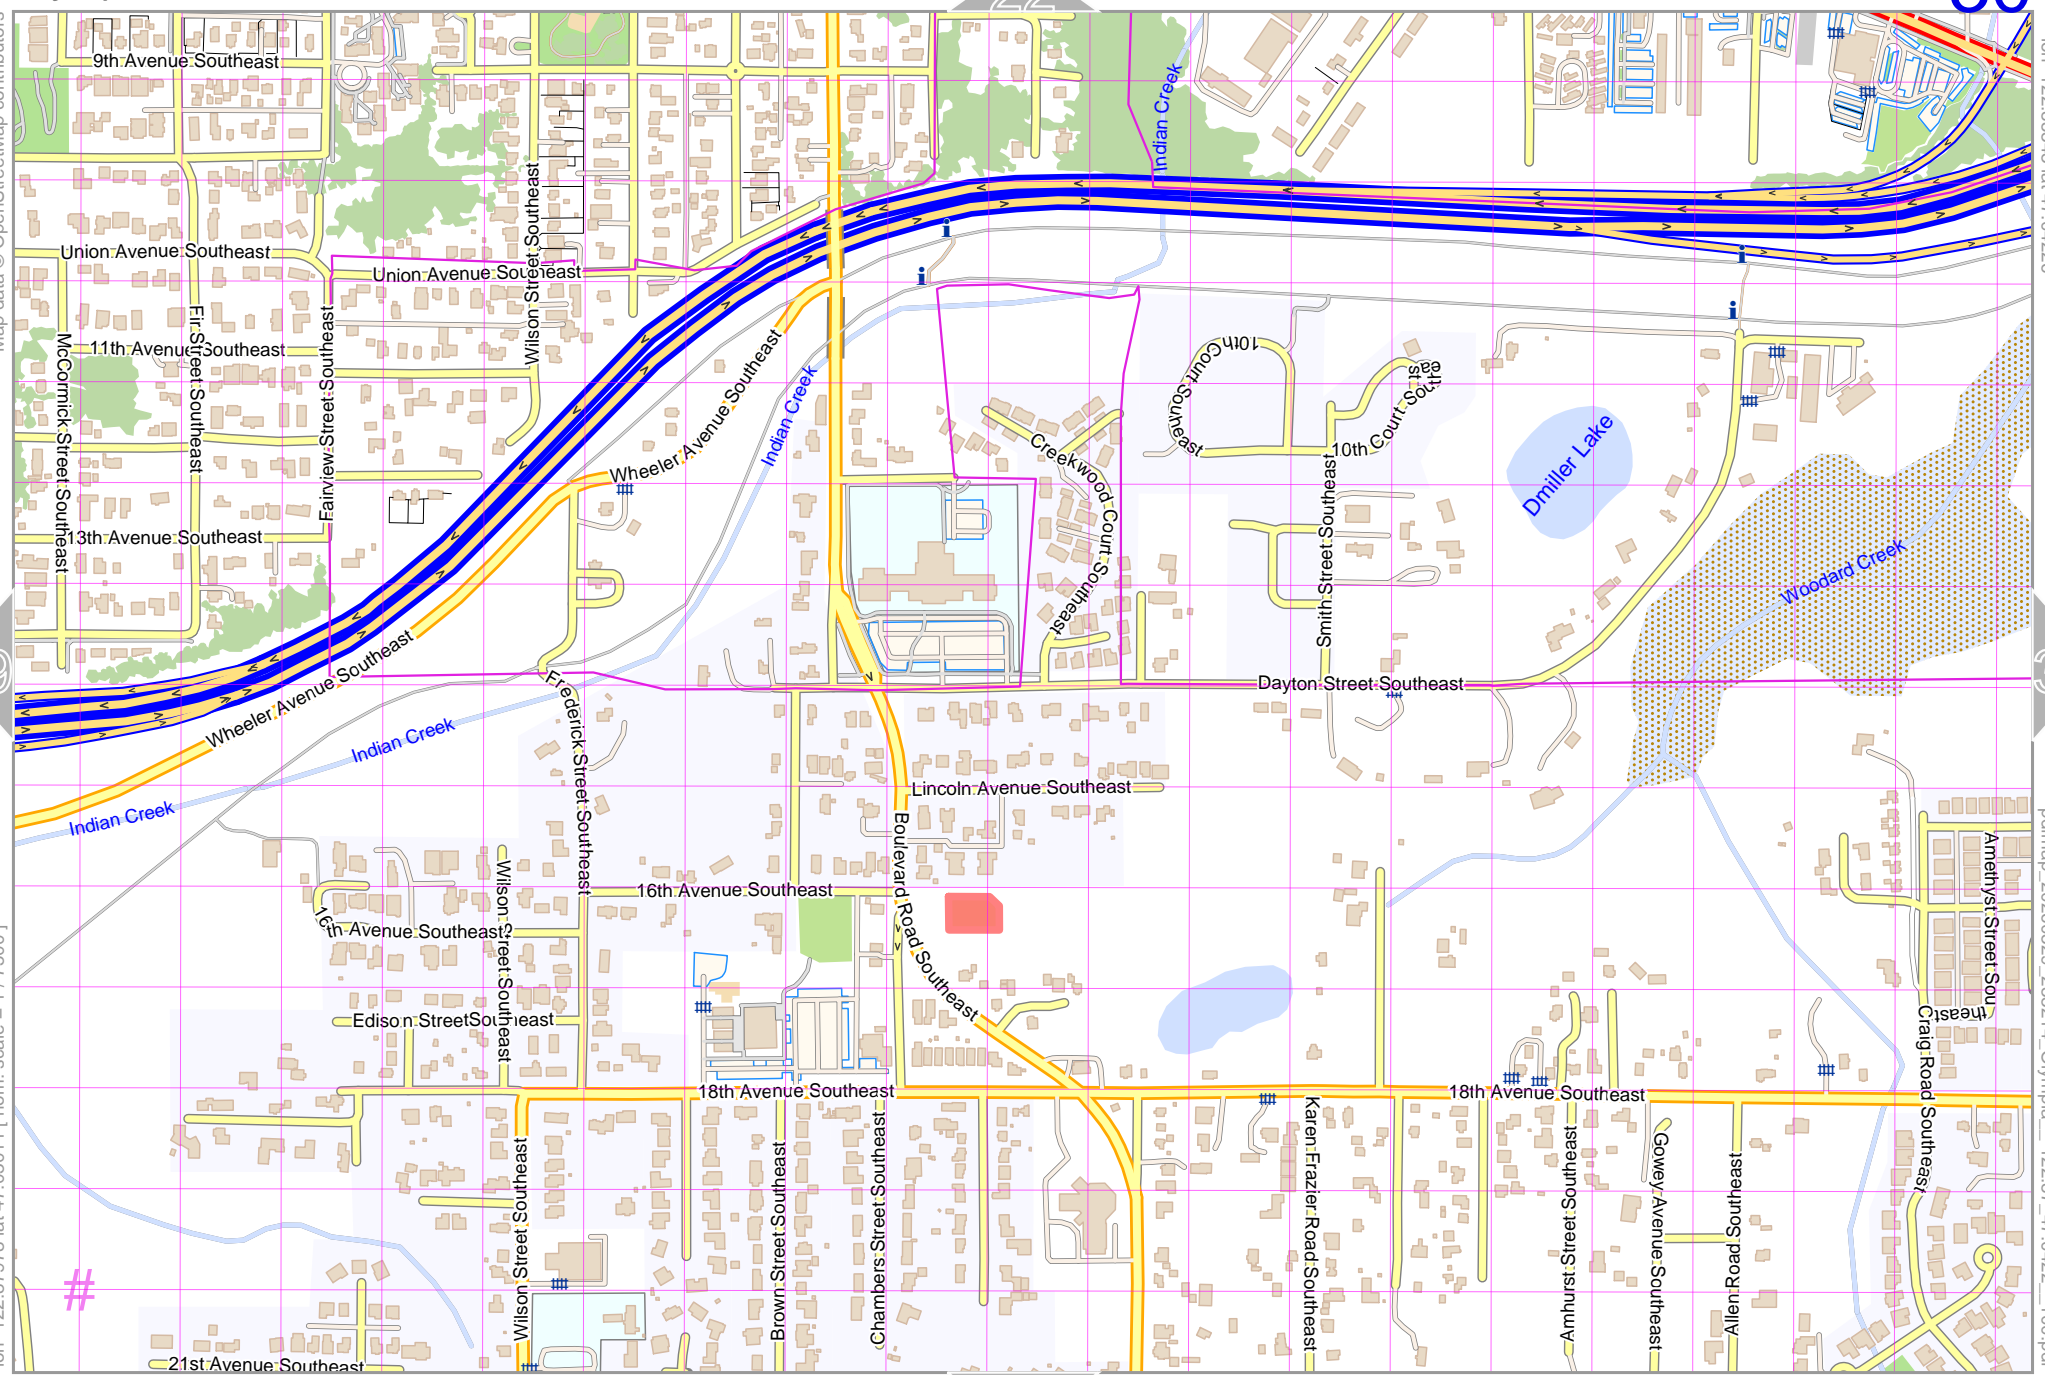 22
9th Avenue Southeast
Indian Creek
Wilson Street Southeast
Union Avenue Southeast
Union Avenue Southeast
Fir Street Southeast
McCormick Street Southeast
Fairview Street Southeast
11th Avenue Southeast
Wheeler Avenue Southeast
Indian Creek
10th Court Southeast
10th Court Southeast
Creekwood Court Southeast
Dmiller Lake
Smith Street Southeast
13th Avenue Southeast
Woodard Creek
Wheeler Avenue Southeast
Frederick Street Southeast
Dayton Street Southeast
Indian Creek
Indian Creek
Lincoln Avenue Southeast
Boulevard Road Southeast
16th Avenue Southeast
16th Avenue Southeast
Wilson Street Southeast
Amethyst Street Southeast
Edison Street Southeast
Craig Road Southeast
18th Avenue Southeast
18th Avenue Southeast
Wilson Street Southeast
Brown Street Southeast
Chambers Street Southeast
Karen Frazier Road Southeast
Amhurst Street Southeast
Gowey Avenue Southeast
Allen Road Southeast
#
21st Avenue Southeast